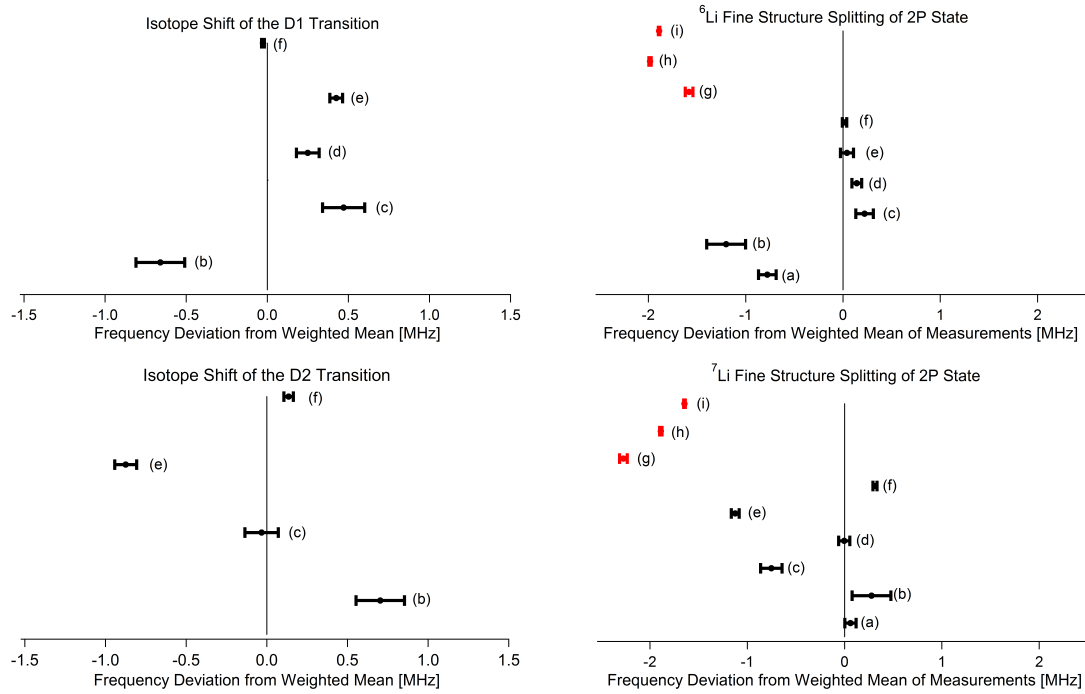 Isotope Shift of the D1 Transition
(f)
(e)
(d)
(c)
(b)
-1.5 -1.0 -0.5 0.0 0.5 1.0 1.5
Frequency Deviation from Weighted Mean [MHz]
⁶Li Fine Structure Splitting of 2P State
(i)
(h)
(g)
(f)
(e)
(d)
(c)
(b)
(a)
-2 -1 0 1 2
Frequency Deviation from Weighted Mean of Measurements [MHz]
Isotope Shift of the D2 Transition
(f)
(e)
(c)
(b)
-1.5 -1.0 -0.5 0.0 0.5 1.0 1.5
Frequency Deviation from Weighted Mean [MHz]
⁷Li Fine Structure Splitting of 2P State
(i)
(h)
(g)
(f)
(e)
(d)
(c)
(b)
(a)
-2 -1 0 1 2
Frequency Deviation from Weighted Mean of Measurements [MHz]